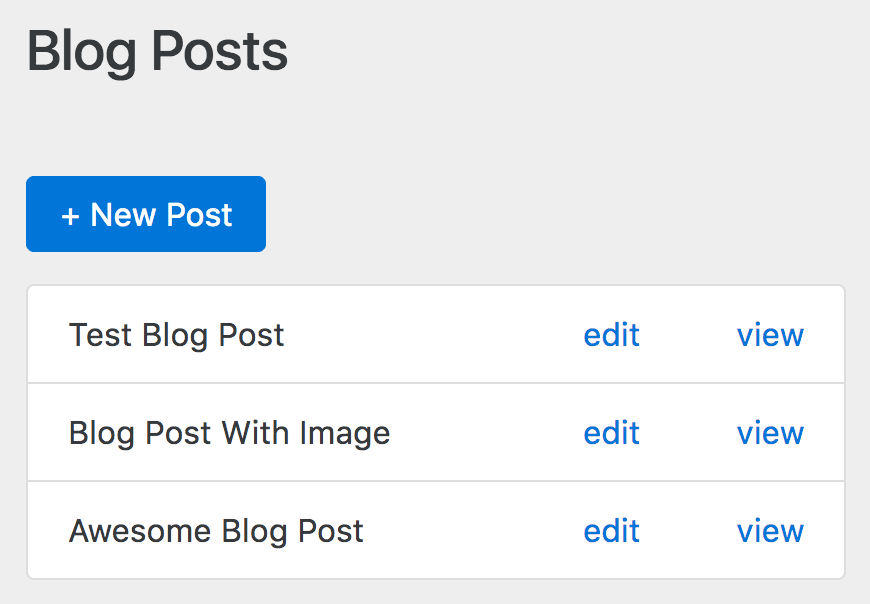 Blog Posts
+ New Post
Test Blog Post edit view
Blog Post With Image edit view
Awesome Blog Post edit view